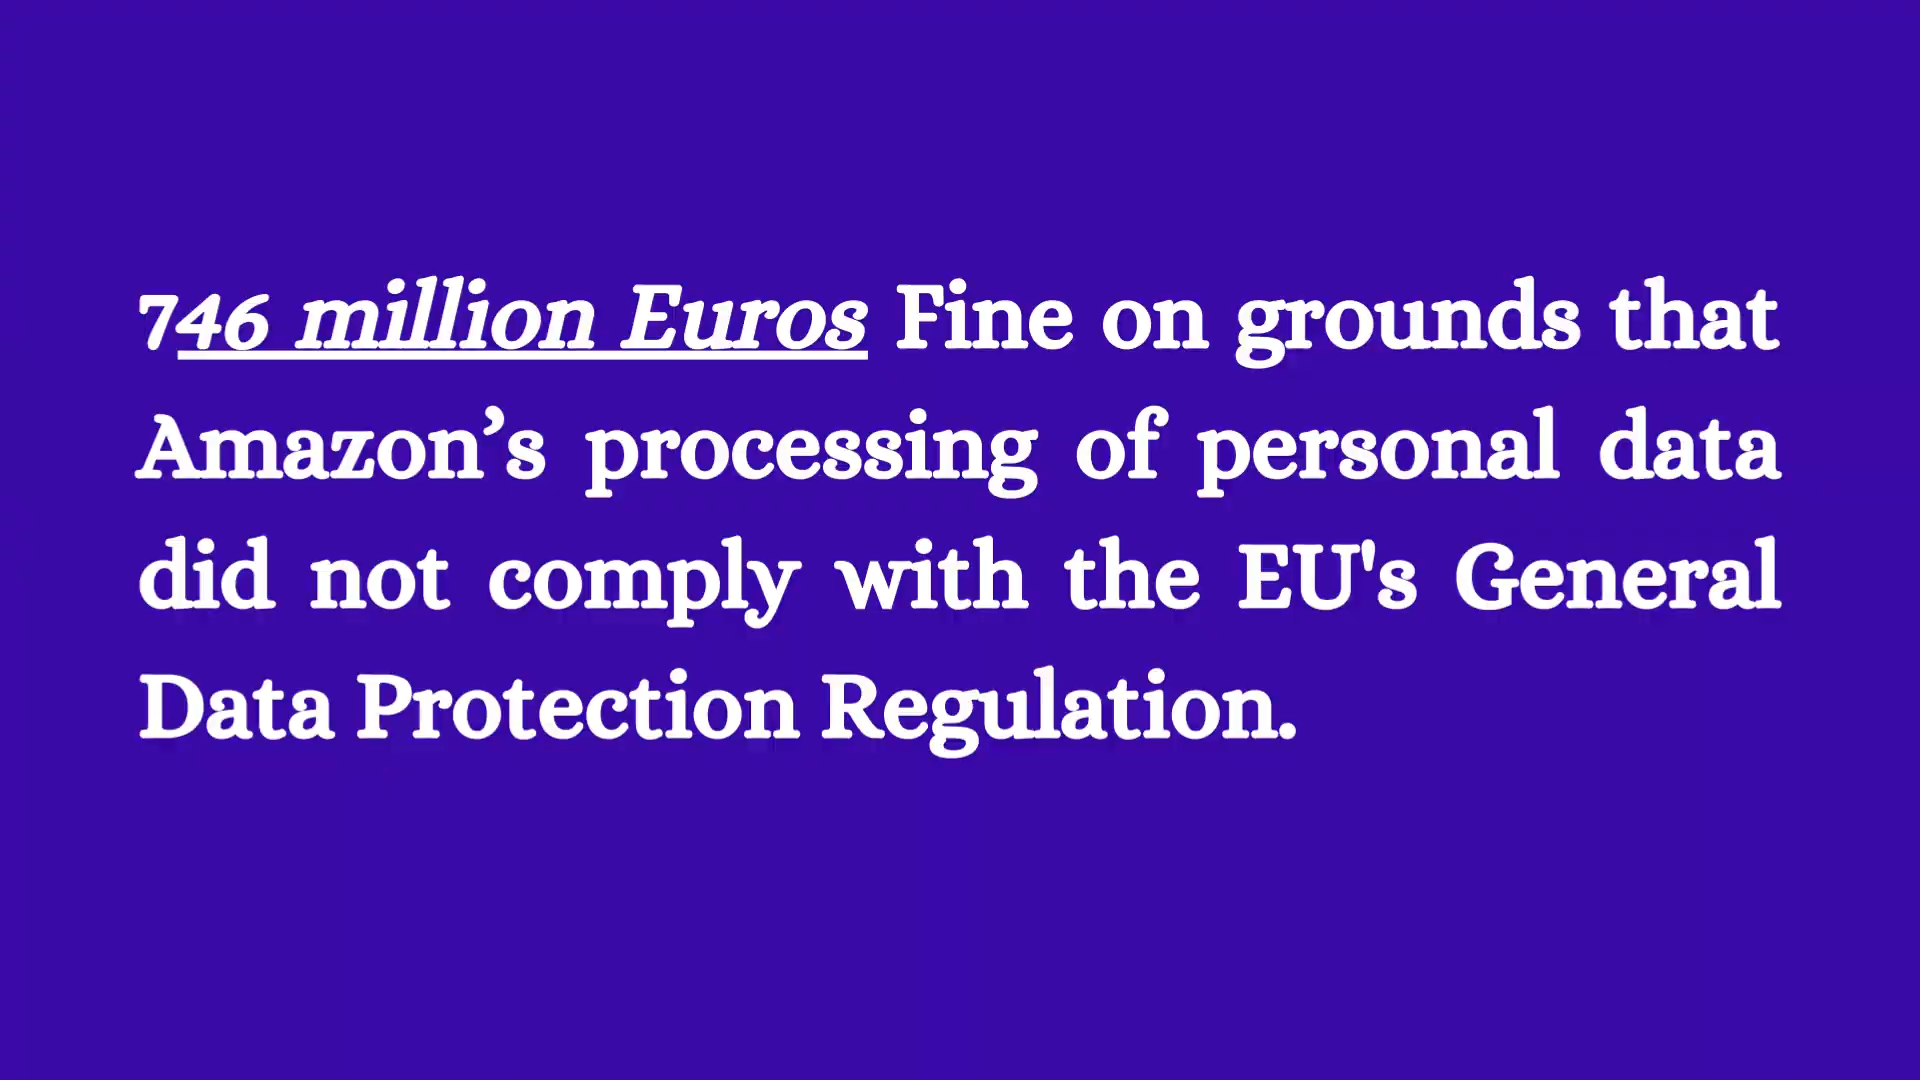 746 million Euros Fine on grounds that
Amazon’s processing of personal data
did not comply with the EU's General
Data Protection Regulation.